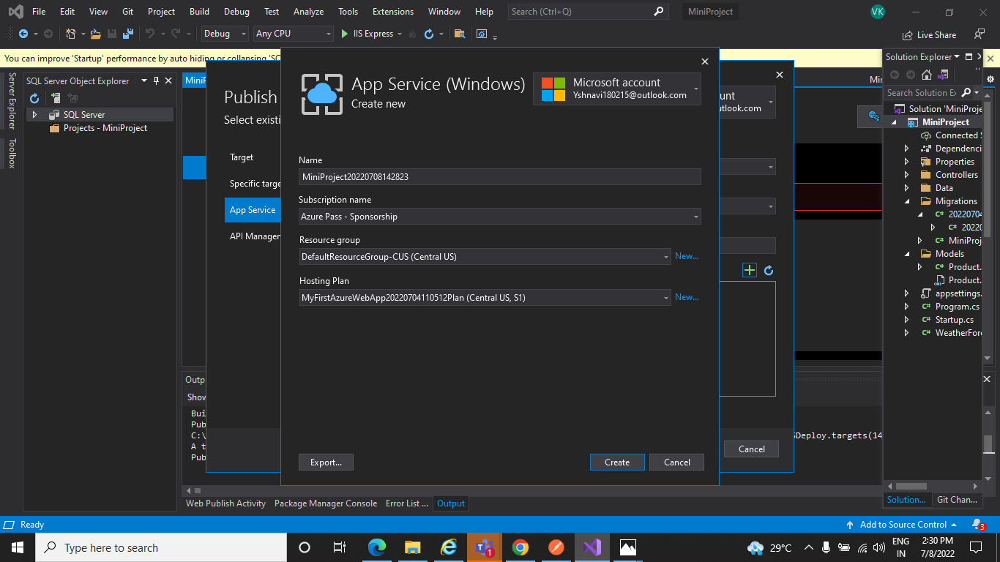 File Edit View Git Project Build Debug Test Analyze Tools Extensions Window Help Search (Ctrl+Q) MiniProject VK
Debug Any CPU IIS Express Live Share
You can improve 'Startup' performance by auto hiding or collapsing 'SQ
Server Explorer
Toolbox
SQL Server Object Explorer
SQL Server
Projects - MiniProject
MiniP
Publish
Select existi
Target
Specific targe
App Service
API Manager
App Service (Windows)
Create new
Microsoft account
Yshnavi180215@outlook.com
ount
utlook.com
Name
MiniProject20220708142823
Subscription name
Azure Pass - Sponsorship
Resource group
DefaultResourceGroup-CUS (Central US)
New...
Hosting Plan
MyFirstAzureWebApp20220704110512Plan (Central US, S1)
New...
Export...
Create
Cancel
Cancel
Mir
Solution Explorer
Search Solution Ex
Solution 'MiniProje
MiniProject
Connected S
Dependenci
Properties
Controllers
Data
Migrations
C# 2022070
C# 20220
C# MiniProj
Models
C# Product.
Product.
appsettings.
C# Program.cs
C# Startup.cs
C# WeatherFore
Solution... Git Chan...
Outp
Show
Bui
Pub
C:\
SDeploy.targets(14
A t
Pub
Web Publish Activity Package Manager Console Error List ... Output
Ready
Add to Source Control
3
Type here to search
1
29°C
ENG
IN
2:30 PM
7/8/2022